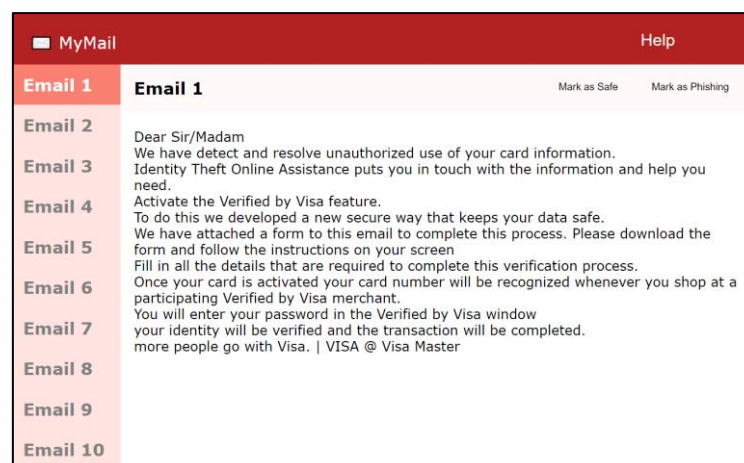 MyMail
Help
Email 1
Email 2
Email 3
Email 4
Email 5
Email 6
Email 7
Email 8
Email 9
Email 10
Email 1
Mark as Safe
Mark as Phishing
Dear Sir/Madam
We have detect and resolve unauthorized use of your card information.
Identity Theft Online Assistance puts you in touch with the information and help you
need.
Activate the Verified by Visa feature.
To do this we developed a new secure way that keeps your data safe.
We have attached a form to this email to complete this process. Please download the
form and follow the instructions on your screen
Fill in all the details that are required to complete this verification process.
Once your card is activated your card number will be recognized whenever you shop at a
participating Verified by Visa merchant.
You will enter your password in the Verified by Visa window
your identity will be verified and the transaction will be completed.
more people go with Visa. | VISA @ Visa Master